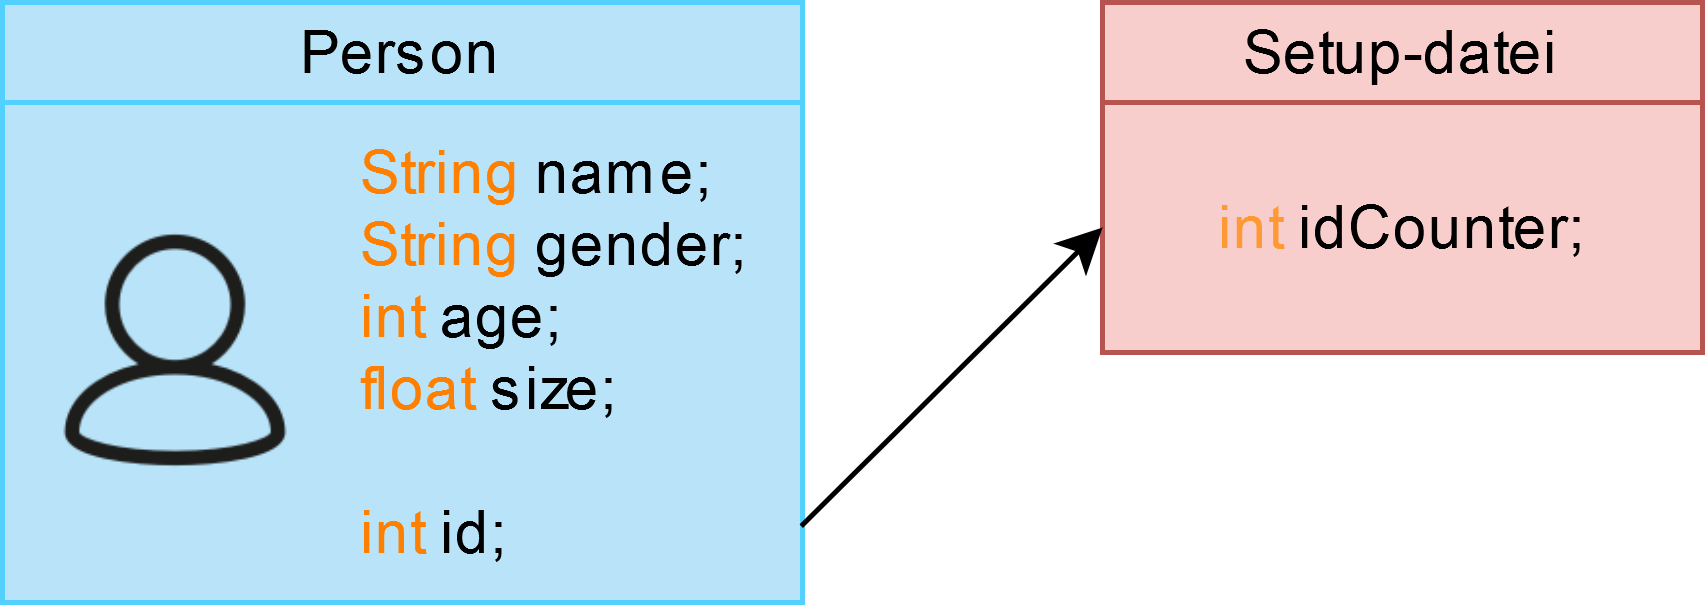 Person
String name;
String gender;
int age;
float size;
int id;
Setup-datei
int idCounter;